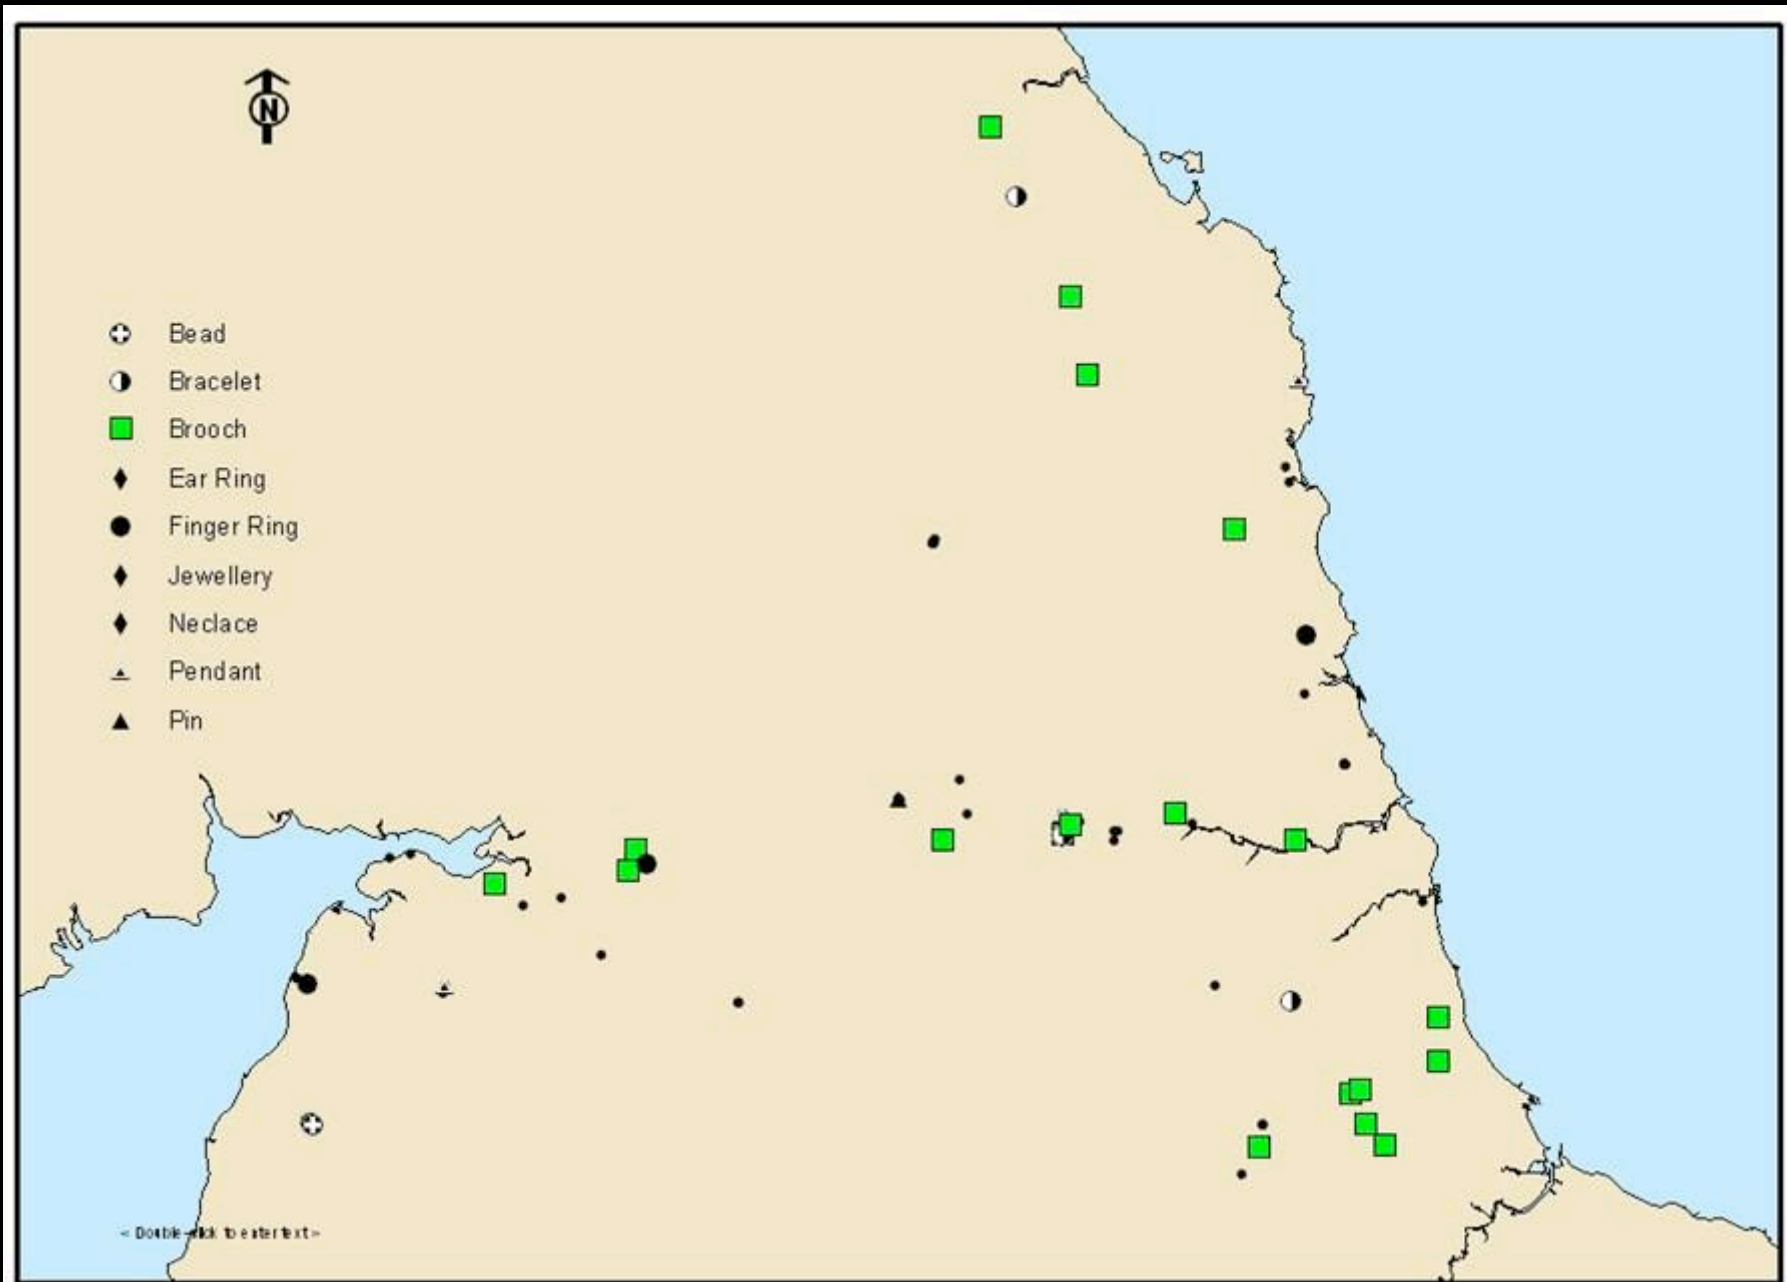 N
Bead
Bracelet
Brooch
Ear Ring
Finger Ring
Jewellery
Neclace
Pendant
Pin
< Double-click to enter text >